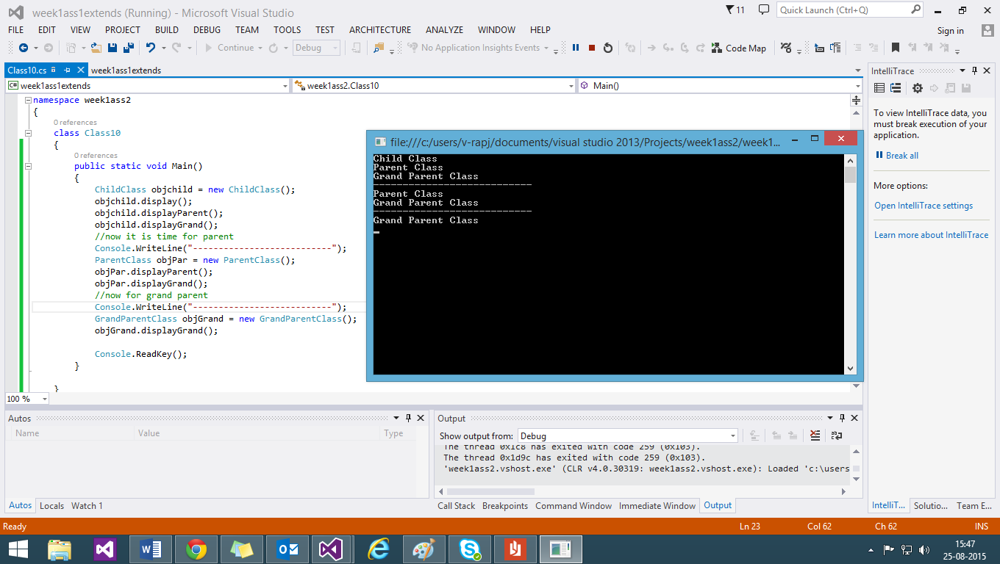 week1ass1extends (Running) - Microsoft Visual Studio
11
Quick Launch (Ctrl+Q)
FILE EDIT VIEW PROJECT BUILD DEBUG TEAM TOOLS TEST ARCHITECTURE ANALYZE WINDOW HELP
Sign in
Continue Debug No Application Insights Events Code Map
Class10.cs week1ass1extends
week1ass1extends week1ass2.Class10 Main()
namespace week1ass2
{
0 references
class Class10
{
0 references
public static void Main()
{
ChildClass objchild = new ChildClass();
objchild.display();
objchild.displayParent();
objchild.displayGrand();
//now it is time for parent
Console.WriteLine("---------------------------");
ParentClass objPar = new ParentClass();
objPar.displayParent();
objPar.displayGrand();
//now for grand parent
Console.WriteLine("---------------------------");
GrandParentClass objGrand = new GrandParentClass();
objGrand.displayGrand();
Console.ReadKey();
}
}
100 %
file:///c:/users/v-rapj/documents/visual studio 2013/Projects/week1ass2/week1...
Child Class
Parent Class
Grand Parent Class
---------------------------
Parent Class
Grand Parent Class
---------------------------
Grand Parent Class
IntelliTrace
To view IntelliTrace data, you
must break execution of your
application.
Break all
More options:
Open IntelliTrace settings
Learn more about IntelliTrace
Autos
Name Value Type
Autos Locals Watch 1
Output
Show output from: Debug
The thread 0x1c8 has exited with code 259 (0x103).
The thread 0x1d9c has exited with code 259 (0x103).
'week1ass2.vshost.exe' (CLR v4.0.30319: week1ass2.vshost.exe): Loaded 'c:\users
Call Stack Breakpoints Command Window Immediate Window Output
IntelliT... Solutio... Team E...
Ready Ln 23 Col 62 Ch 62 INS
15:47
25-08-2015